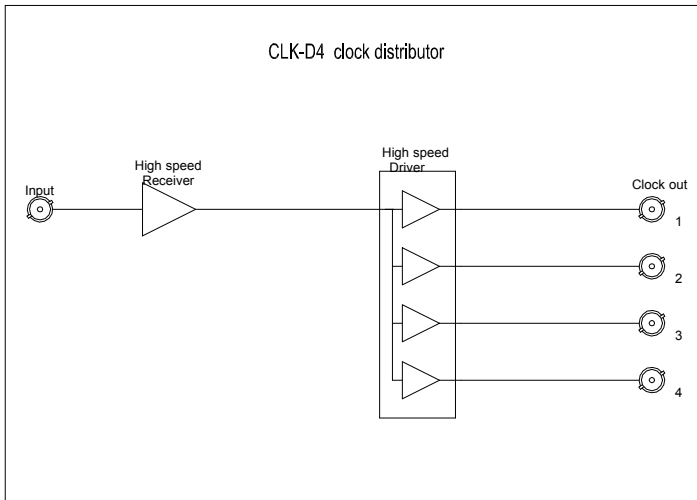 CLK-D4 clock distributor
High speed
Receiver
Input
High speed
Driver
Clock out
1
2
3
4